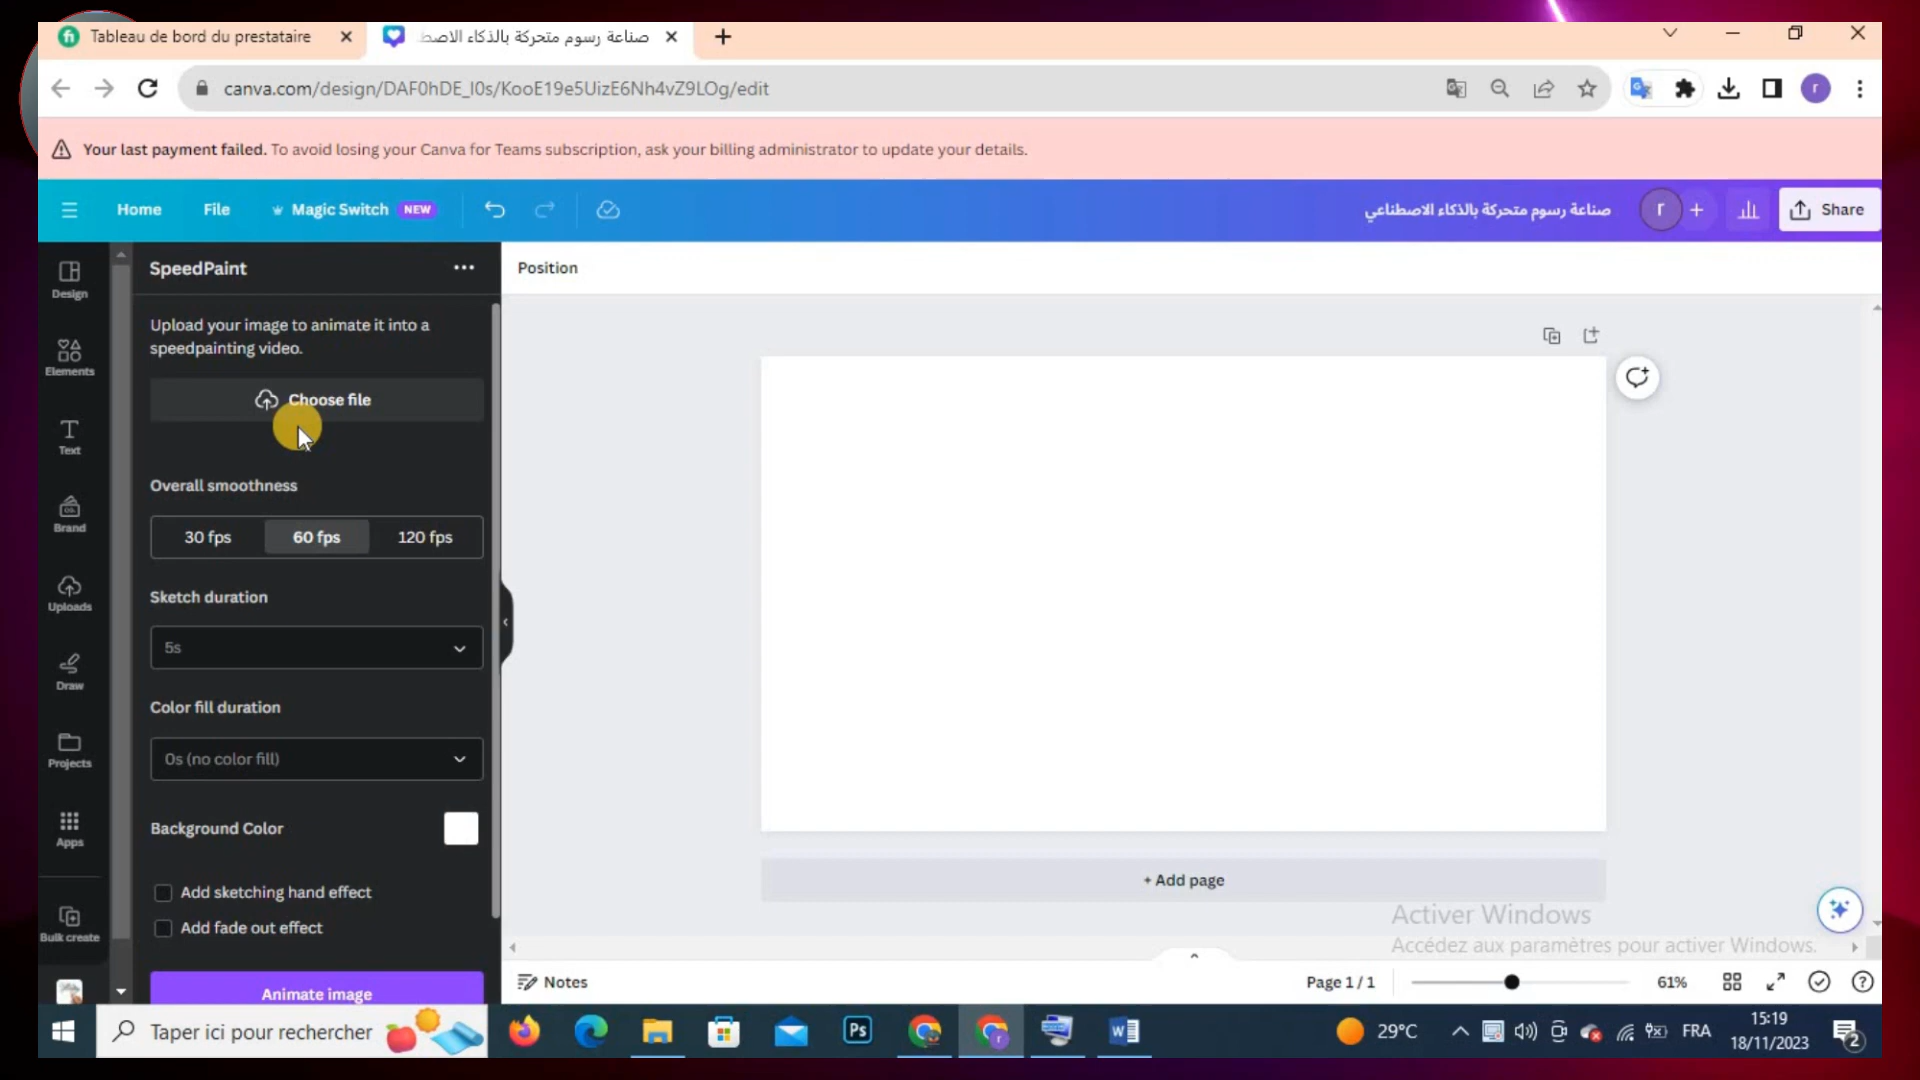 Tableau de bord du prestataire
صناعة رسوم متحركة بالذكاء الاصط
canva.com/design/DAF0hDE_I0s/KooE19e5UizE6Nh4vZ9LOg/edit
Your last payment failed. To avoid losing your Canva for Teams subscription, ask your billing administrator to update your details.
Home
File
Magic Switch NEW
صناعة رسوم متحركة بالذكاء الاصطناعي
r
Share
Design
Elements
Text
Brand
Uploads
Draw
Projects
Apps
Bulk create
SpeedPaint
Upload your image to animate it into a
speedpainting video.
Choose file
Overall smoothness
30 fps 60 fps 120 fps
Sketch duration
5s
Color fill duration
0s (no color fill)
Background Color
Add sketching hand effect
Add fade out effect
Animate image
Position
+ Add page
Activer Windows
Accédez aux paramètres pour activer Windows.
Notes
Page 1 / 1
61%
Taper ici pour rechercher
Ps
29°C
FRA
15:19
18/11/2023
2